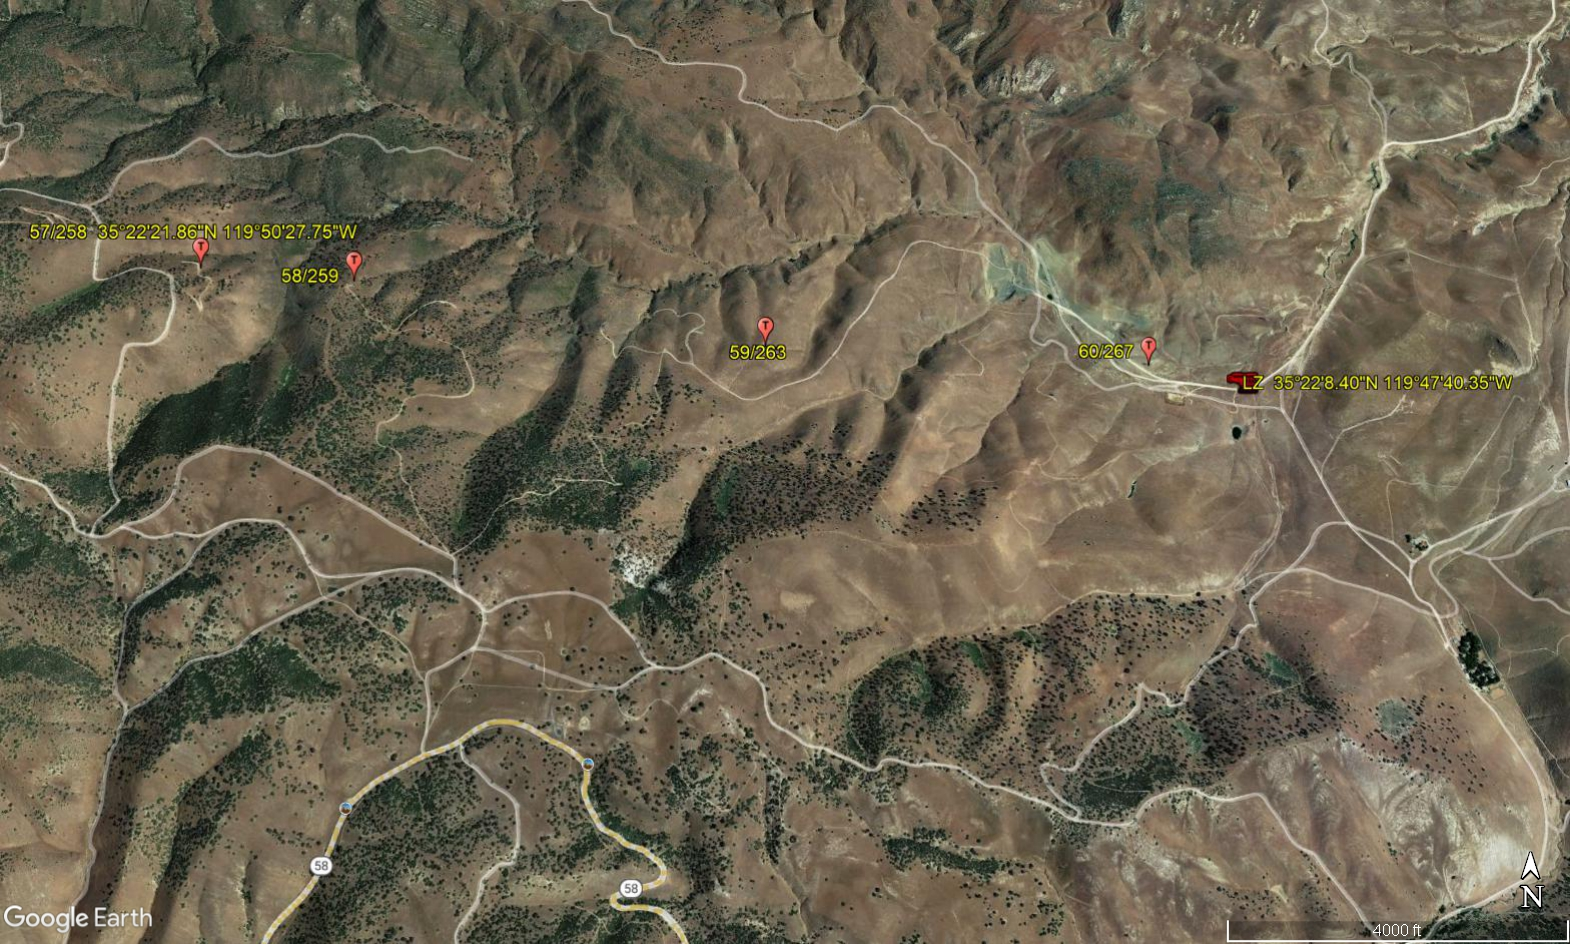 57/258 35°22'21.86"N 119°50'27.75"W
58/259
59/263
60/267
LZ 35°22'8.40"N 119°47'40.35"W
58
58
N
Google Earth
4000 ft